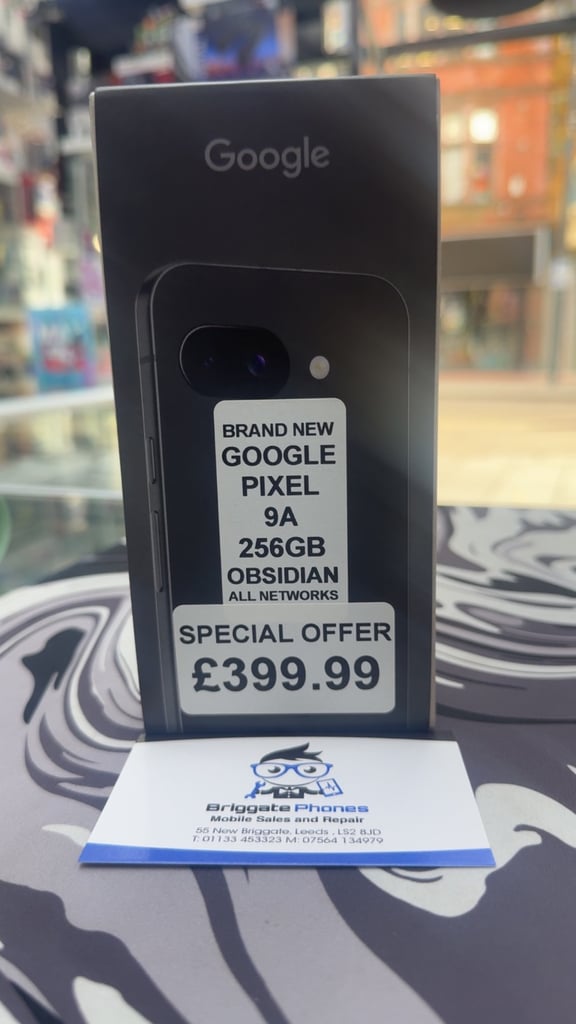 Google
BRAND NEW
GOOGLE
PIXEL
9A
256GB
OBSIDIAN
ALL NETWORKS
SPECIAL OFFER
£399.99
Briggate Phones
Mobile Sales and Repair
55 New Briggate, Leeds , LS2 8JD
T: 01133 453323 M: 07564 134979